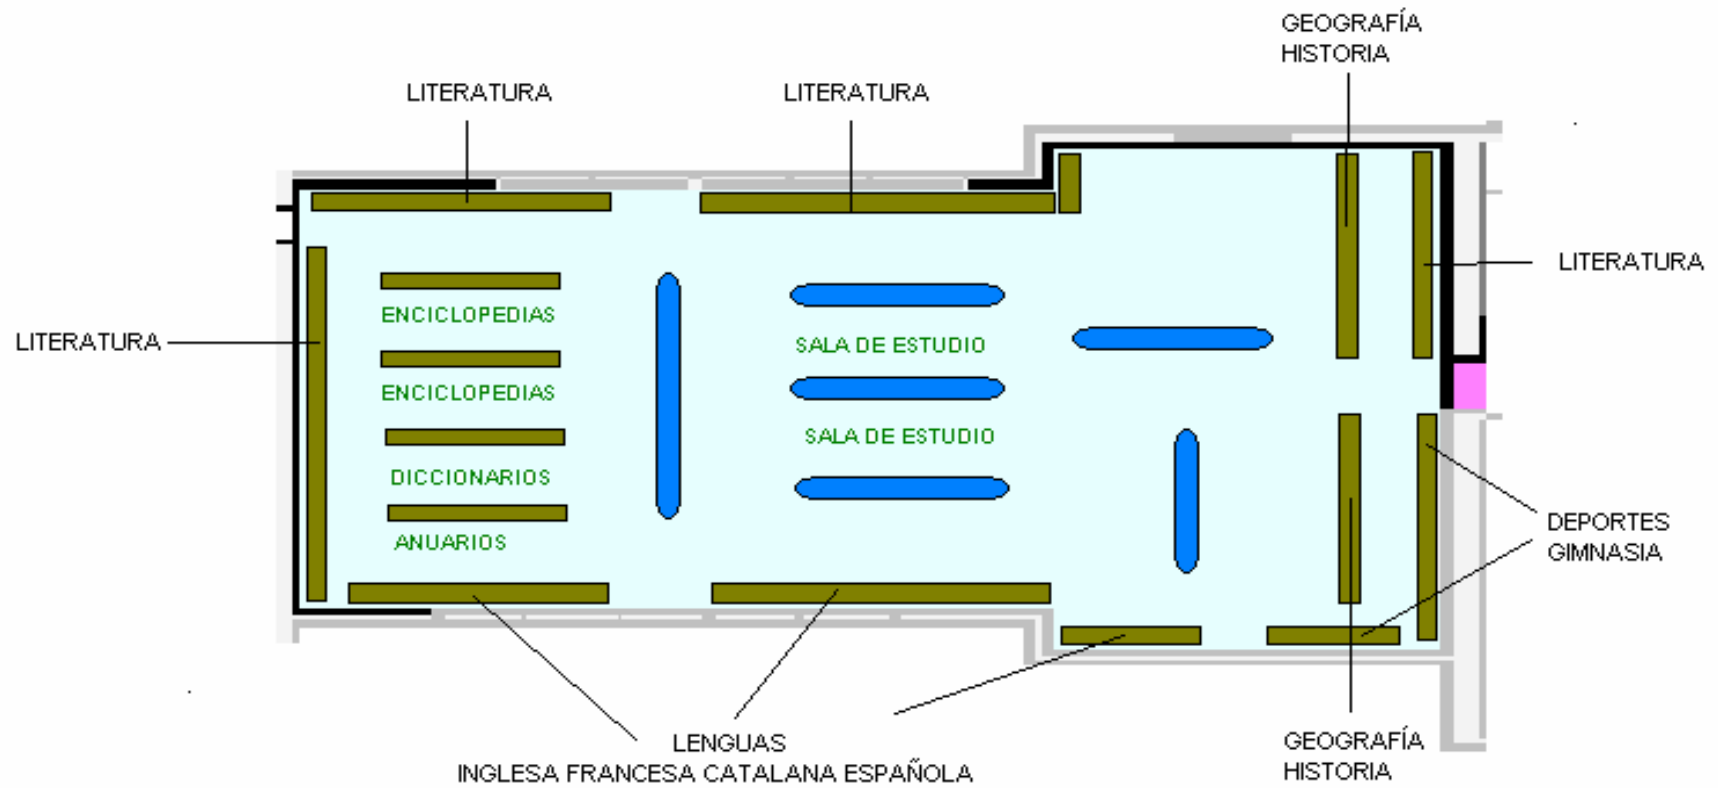 GEOGRAFÍA
HISTORIA
LITERATURA
LITERATURA
LITERATURA
LITERATURA
ENCICLOPEDIAS
ENCICLOPEDIAS
DICCIONARIOS
ANUARIOS
SALA DE ESTUDIO
SALA DE ESTUDIO
DEPORTES
GIMNASIA
LENGUAS
INGLESA FRANCESA CATALANA ESPAÑOLA
GEOGRAFÍA
HISTORIA